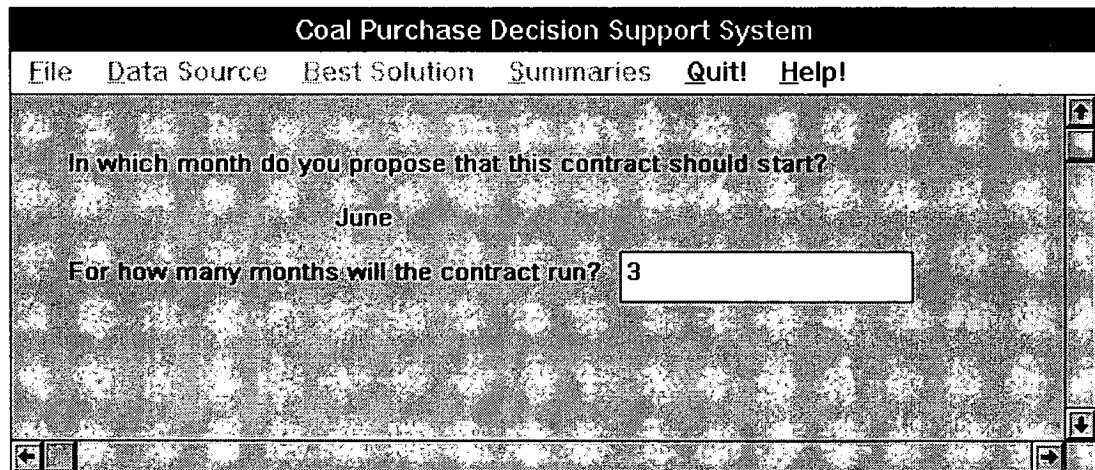 Coal Purchase Decision Support System
File Data Source Best Solution Summaries Quit! Help!
In which month do you propose that this contract should start?
June
For how many months will the contract run? 3